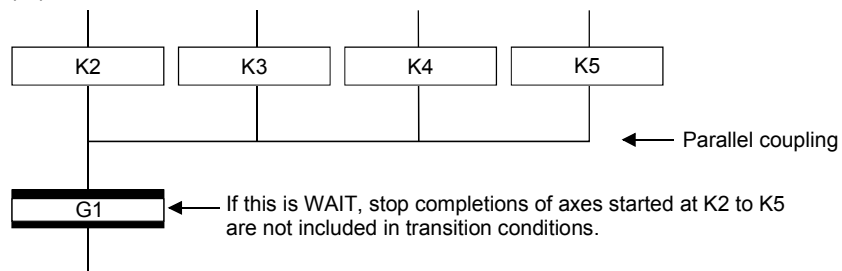 K2 K3 K4 K5
Parallel coupling
G1
If this is WAIT, stop completions of axes started at K2 to K5
are not included in transition conditions.